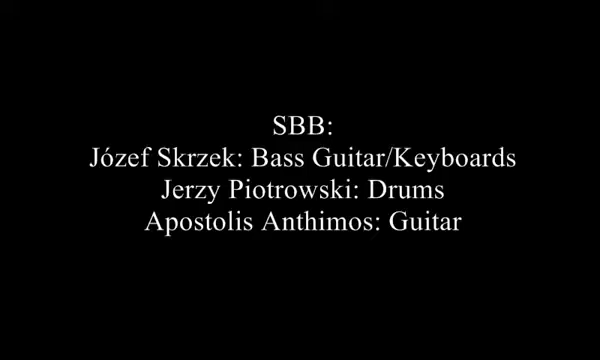 SBB:
Józef Skrzek: Bass Guitar/Keyboards
Jerzy Piotrowski: Drums
Apostolis Anthimos: Guitar